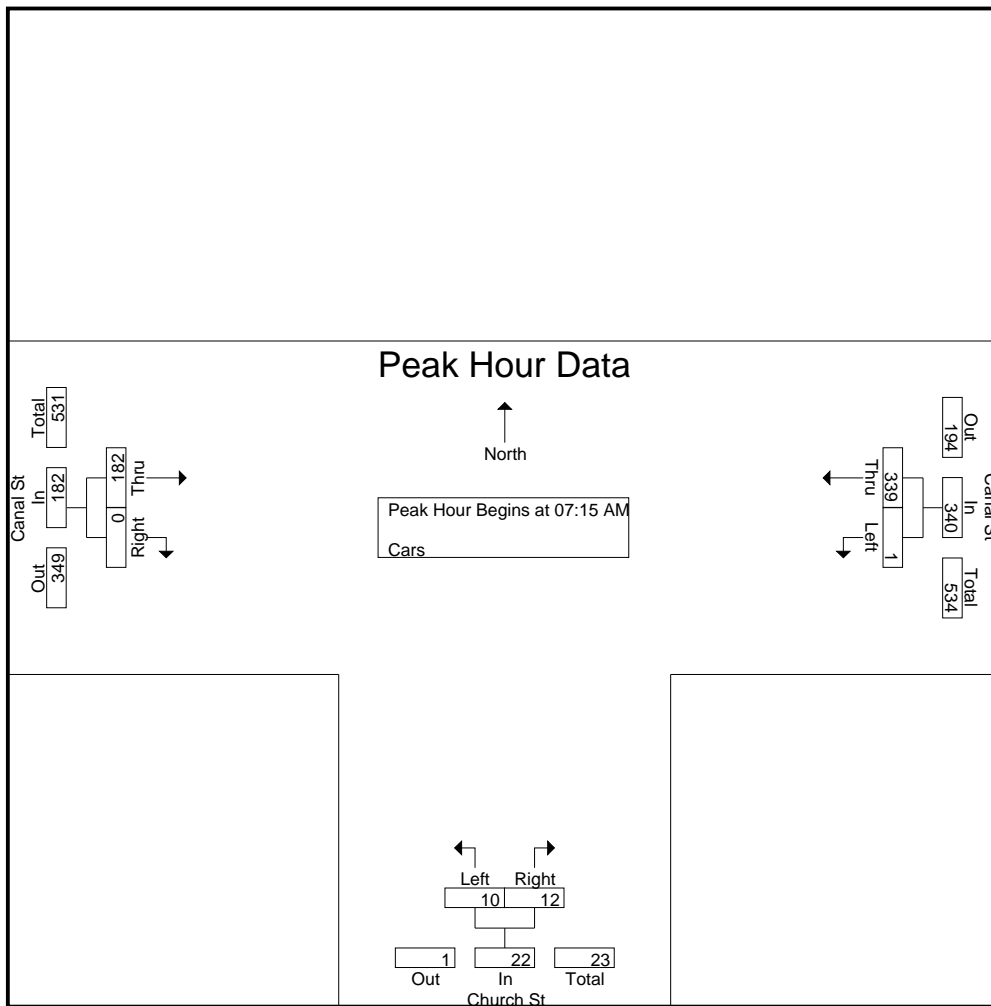 Peak Hour Data
North
Peak Hour Begins at 07:15 AM
Cars
Canal St
Total
531
In
182
Out
349
182
0
Thru
Right
Thru
Left
339
1
Out
194
In
340
Total
534
Canal St
Left Right
10 12
1 22 23
Out In Total
Church St